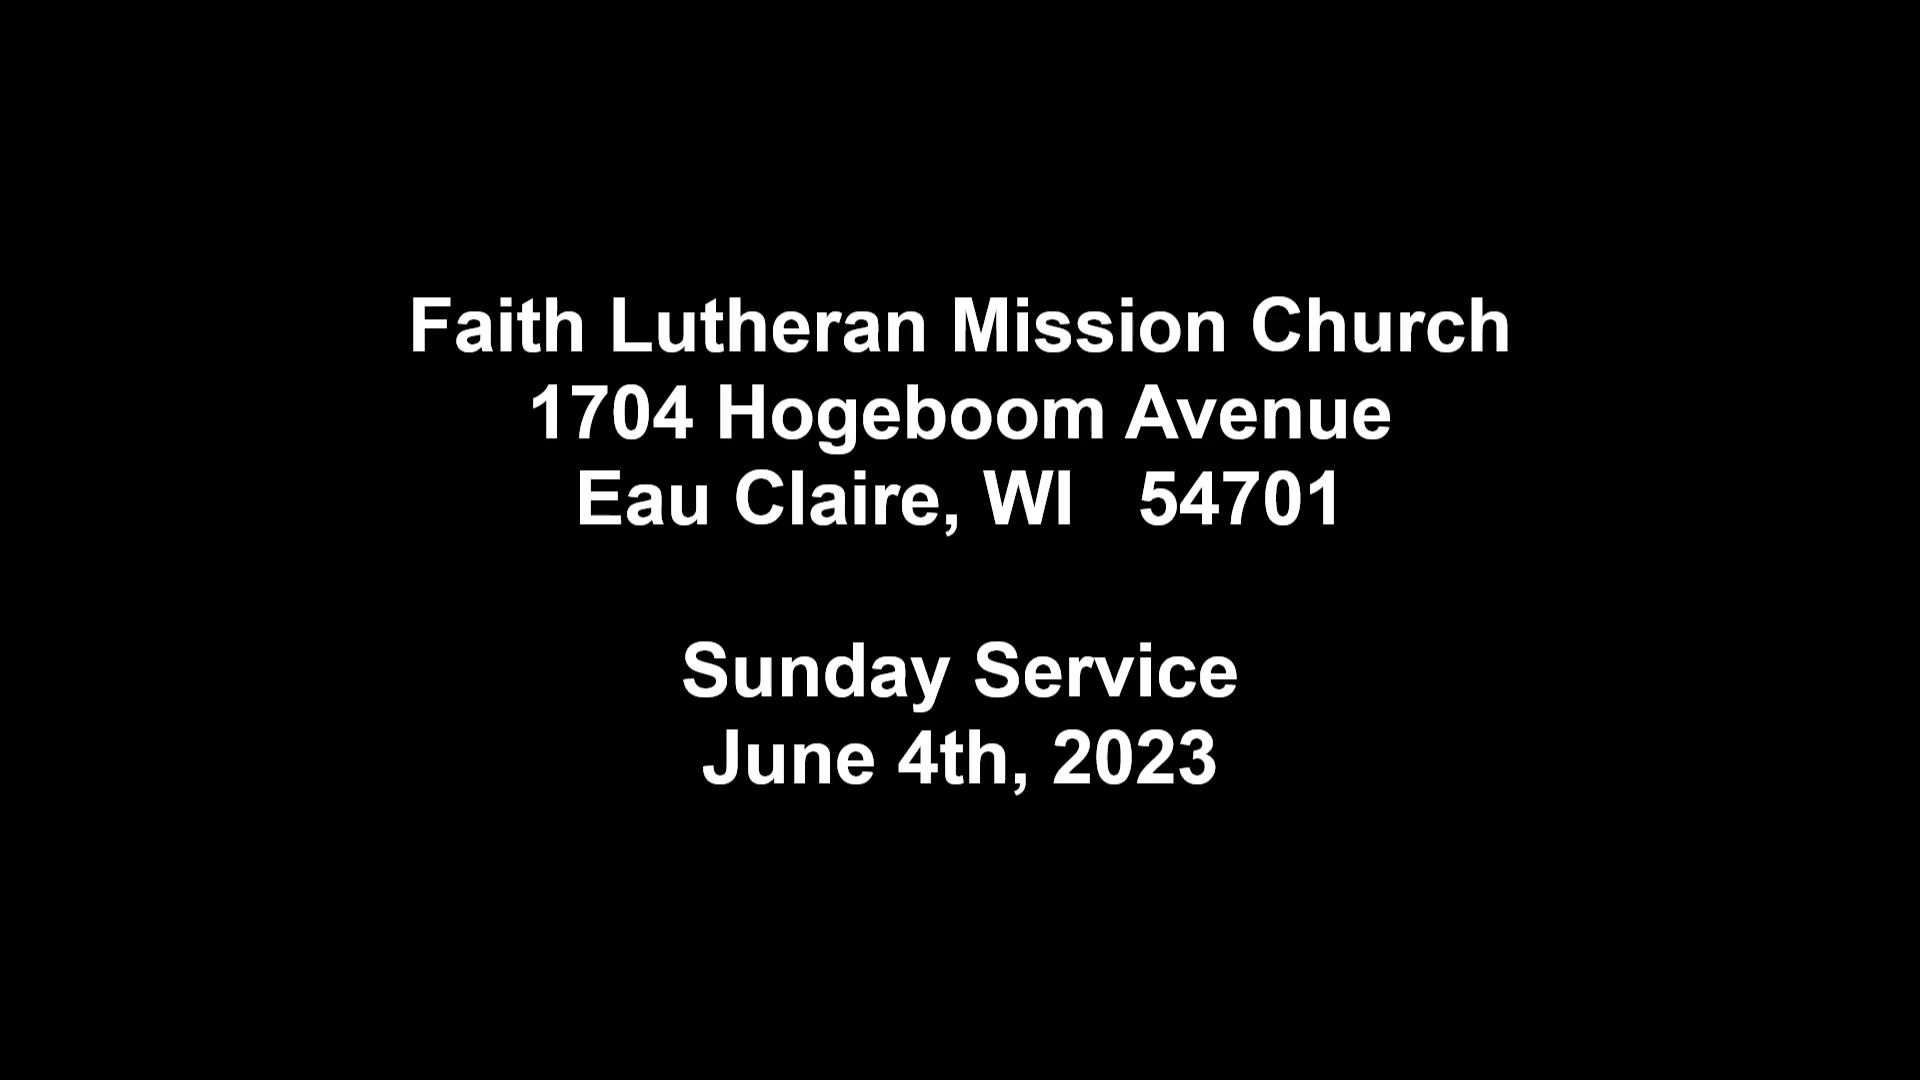 Faith Lutheran Mission Church
1704 Hogeboom Avenue
Eau Claire, WI   54701
Sunday Service
June 4th, 2023